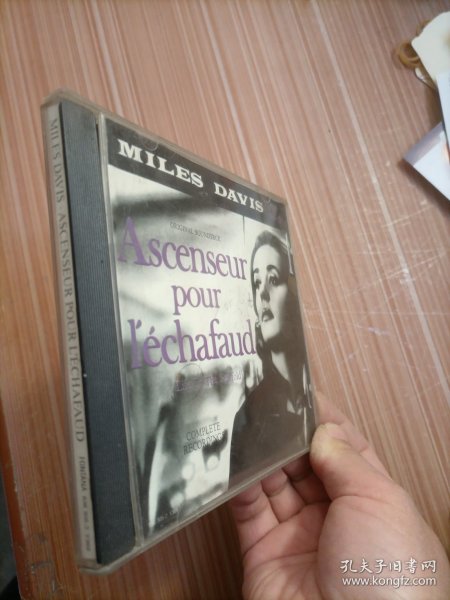 MILES DAVIS
ORIGINAL SOUNDTRACK
Ascenseur
pour
l'échafaud
COMPLETE
RECORDINGS
MILES DAVIS ASCENSEUR POUR L'ECHAFAUD FONTANA
孔夫子旧书网
www.kongfz.com